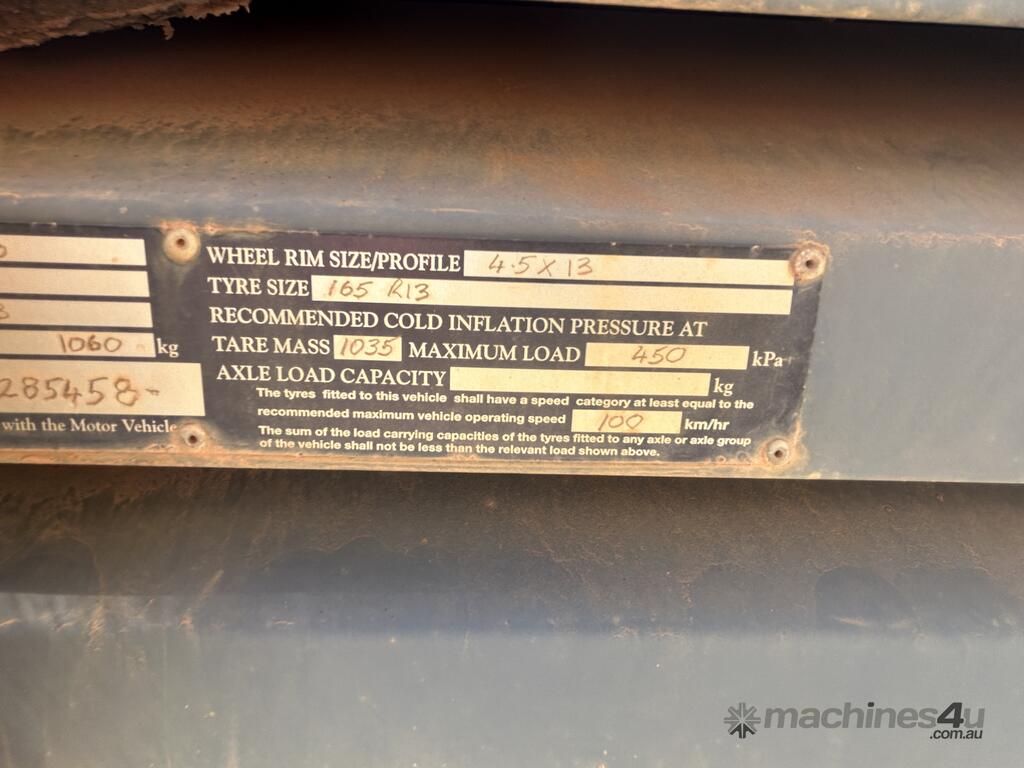 WHEEL RIM SIZE/PROFILE 4.5 X 13
TYRE SIZE 165 R13
RECOMMENDED COLD INFLATION PRESSURE AT
1060 kg TARE MASS 1035 MAXIMUM LOAD 450 kPa
AXLE LOAD CAPACITY kg
285458-
The tyres fitted to this vehicle shall have a speed category at least equal to the
recommended maximum vehicle operating speed 100 km/hr
with the Motor Vehicle
The sum of the load carrying capacities of the tyres fitted to any axle or axle group
of the vehicle shall not be less than the relevant load shown above.
machines4u
.com.au